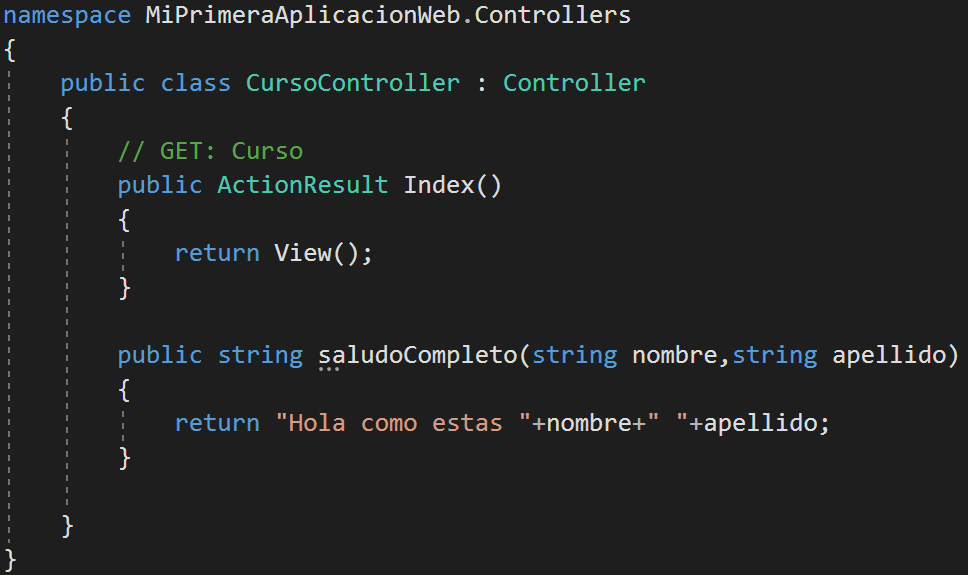 namespace MiPrimeraAplicacionWeb.Controllers
{
    public class CursoController : Controller
    {
        // GET: Curso
        public ActionResult Index()
        {
            return View();
        }

        public string saludoCompleto(string nombre,string apellido)
        {
            return "Hola como estas "+nombre+" "+apellido;
        }

    }
}